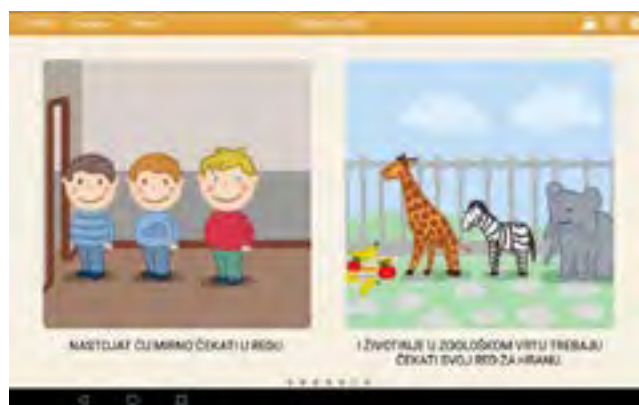 NASTOJAT ĆU MIRNO ČEKATI U REDU
I ŽIVOTINJE U ZOOLOŠKOM VRTU TREBAJU
ČEKATI SVOJ RED ZA HRANU.